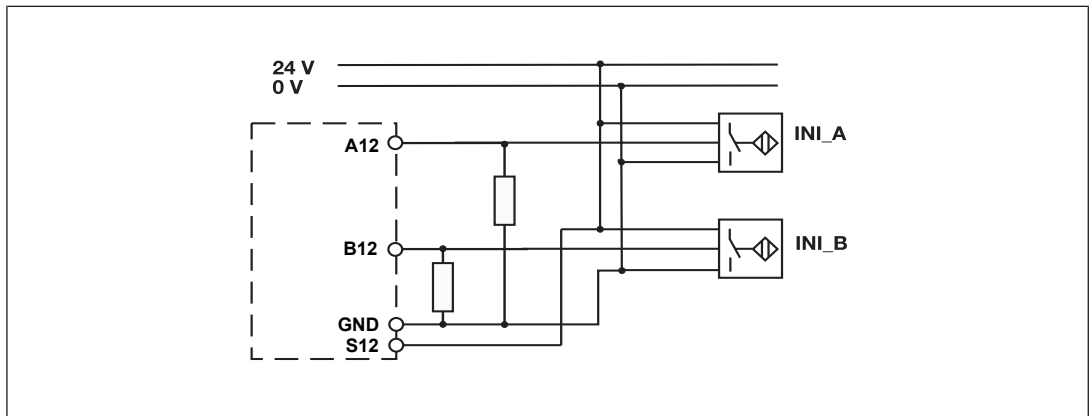 24 V
0 V
A12
INI_A
B12
INI_B
GND
S12